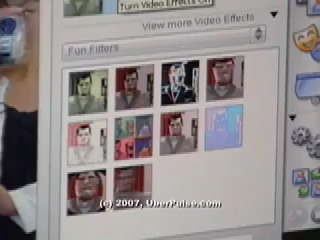 Turn Video Effects On
View more Video Effects
Fun Filters
(c) 2007, UberPulse.com